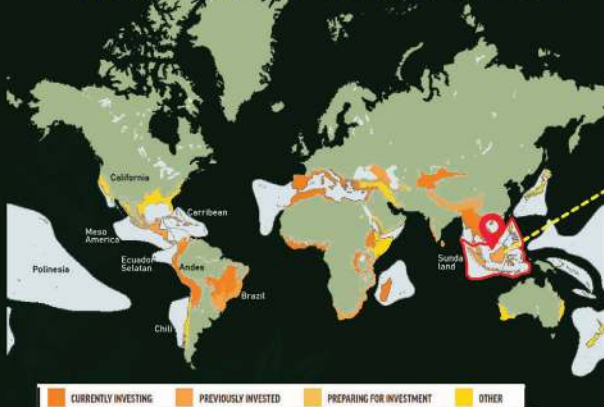 California
Carribean
Meso
America
Ecuador
Selatan
Andes
Polinesia
Brazil
Chili
Sunda
land
CURRENTLY INVESTING
PREVIOUSLY INVESTED
PREPARING FOR INVESTMENT
OTHER